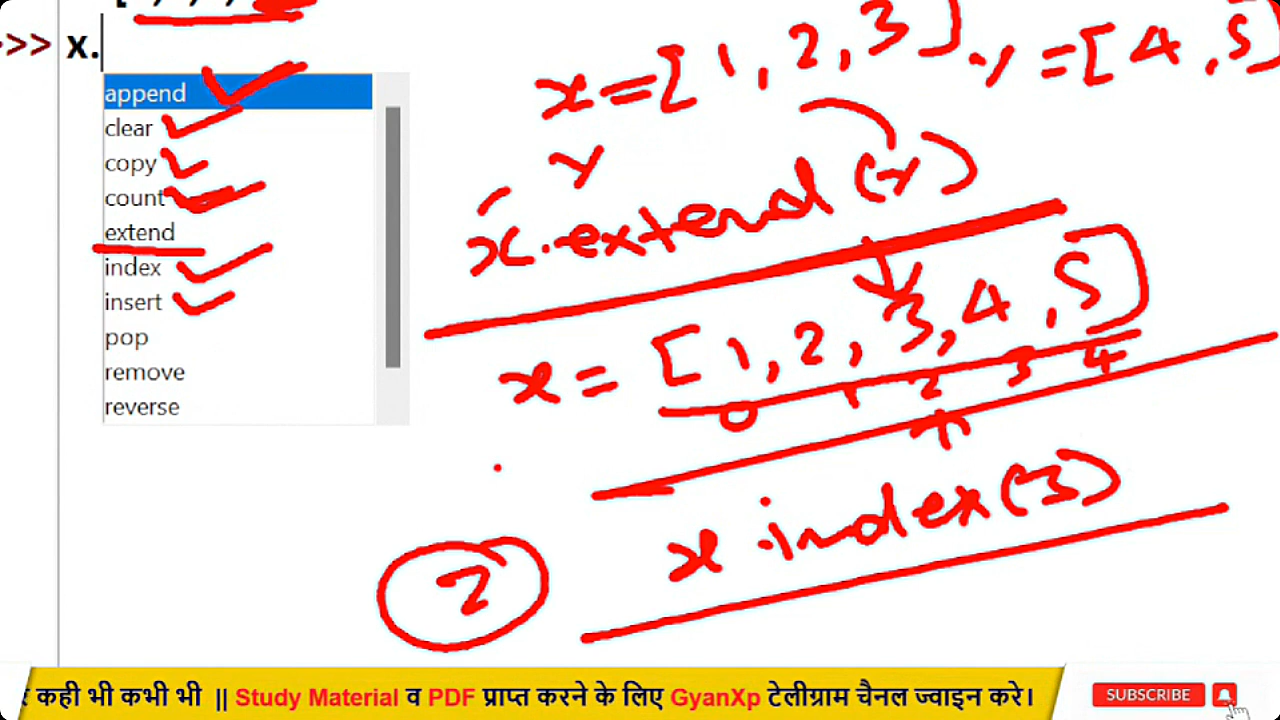 >>> x.
append
clear
copy
count
extend
index
insert
pop
remove
reverse
x=[1,2,3] y=[4,5]
y
x.extend(y)
x=[1,2,3,4,5]
0 1 2 3 4
x.index(3)
2
कही भी कभी भी || Study Material व PDF प्राप्त करने के लिए GyanXp टेलीग्राम चैनल ज्वाइन करे।
SUBSCRIBE